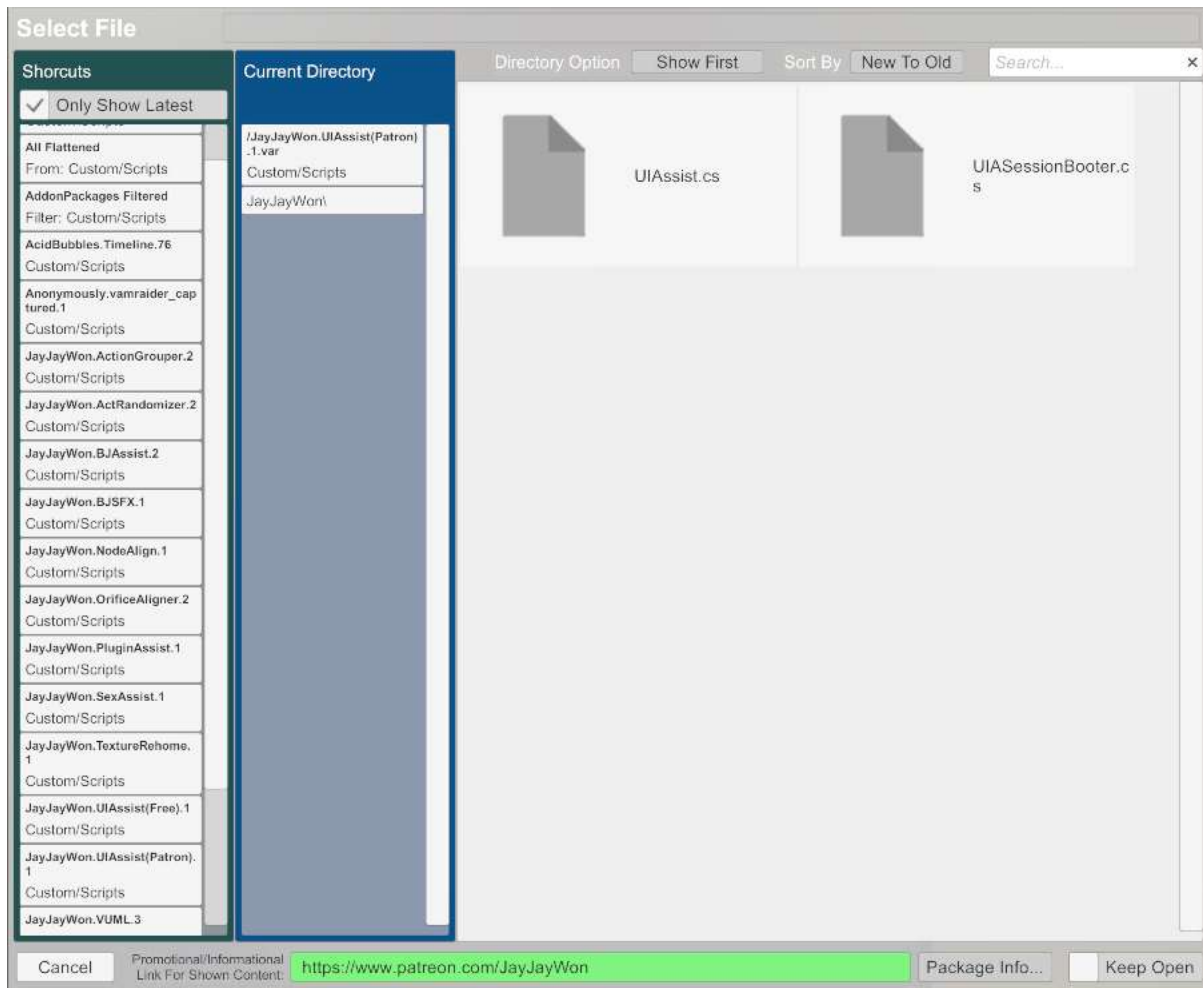 Select File
Directory Option
Show First
Sort By
New To Old
Search...
×
Shorcuts
Only Show Latest
All Flattened
From: Custom/Scripts
AddonPackages Filtered
Filter: Custom/Scripts
AcidBubbles.Timeline.76
Custom/Scripts
Anonymously.vamraider_cap
tured.1
Custom/Scripts
JayJayWon.ActionGrouper.2
Custom/Scripts
JayJayWon.ActRandomizer.2
Custom/Scripts
JayJayWon.BJAssist.2
Custom/Scripts
JayJayWon.BJSFX.1
Custom/Scripts
JayJayWon.NodeAlign.1
Custom/Scripts
JayJayWon.OrificeAligner.2
Custom/Scripts
JayJayWon.PluginAssist.1
Custom/Scripts
JayJayWon.SexAssist.1
Custom/Scripts
JayJayWon.TextureRehome.
1
Custom/Scripts
JayJayWon.UIAssist(Free).1
Custom/Scripts
JayJayWon.UIAssist(Patron).
1
Custom/Scripts
JayJayWon.VUML.3
Current Directory
/JayJayWon.UIAssist(Patron)
.1.var
Custom/Scripts
JayJayWon\
UIAssist.cs
UIASessionBooter.c
s
Cancel
Promotional/Informational
Link For Shown Content:
https://www.patreon.com/JayJayWon
Package Info...
Keep Open